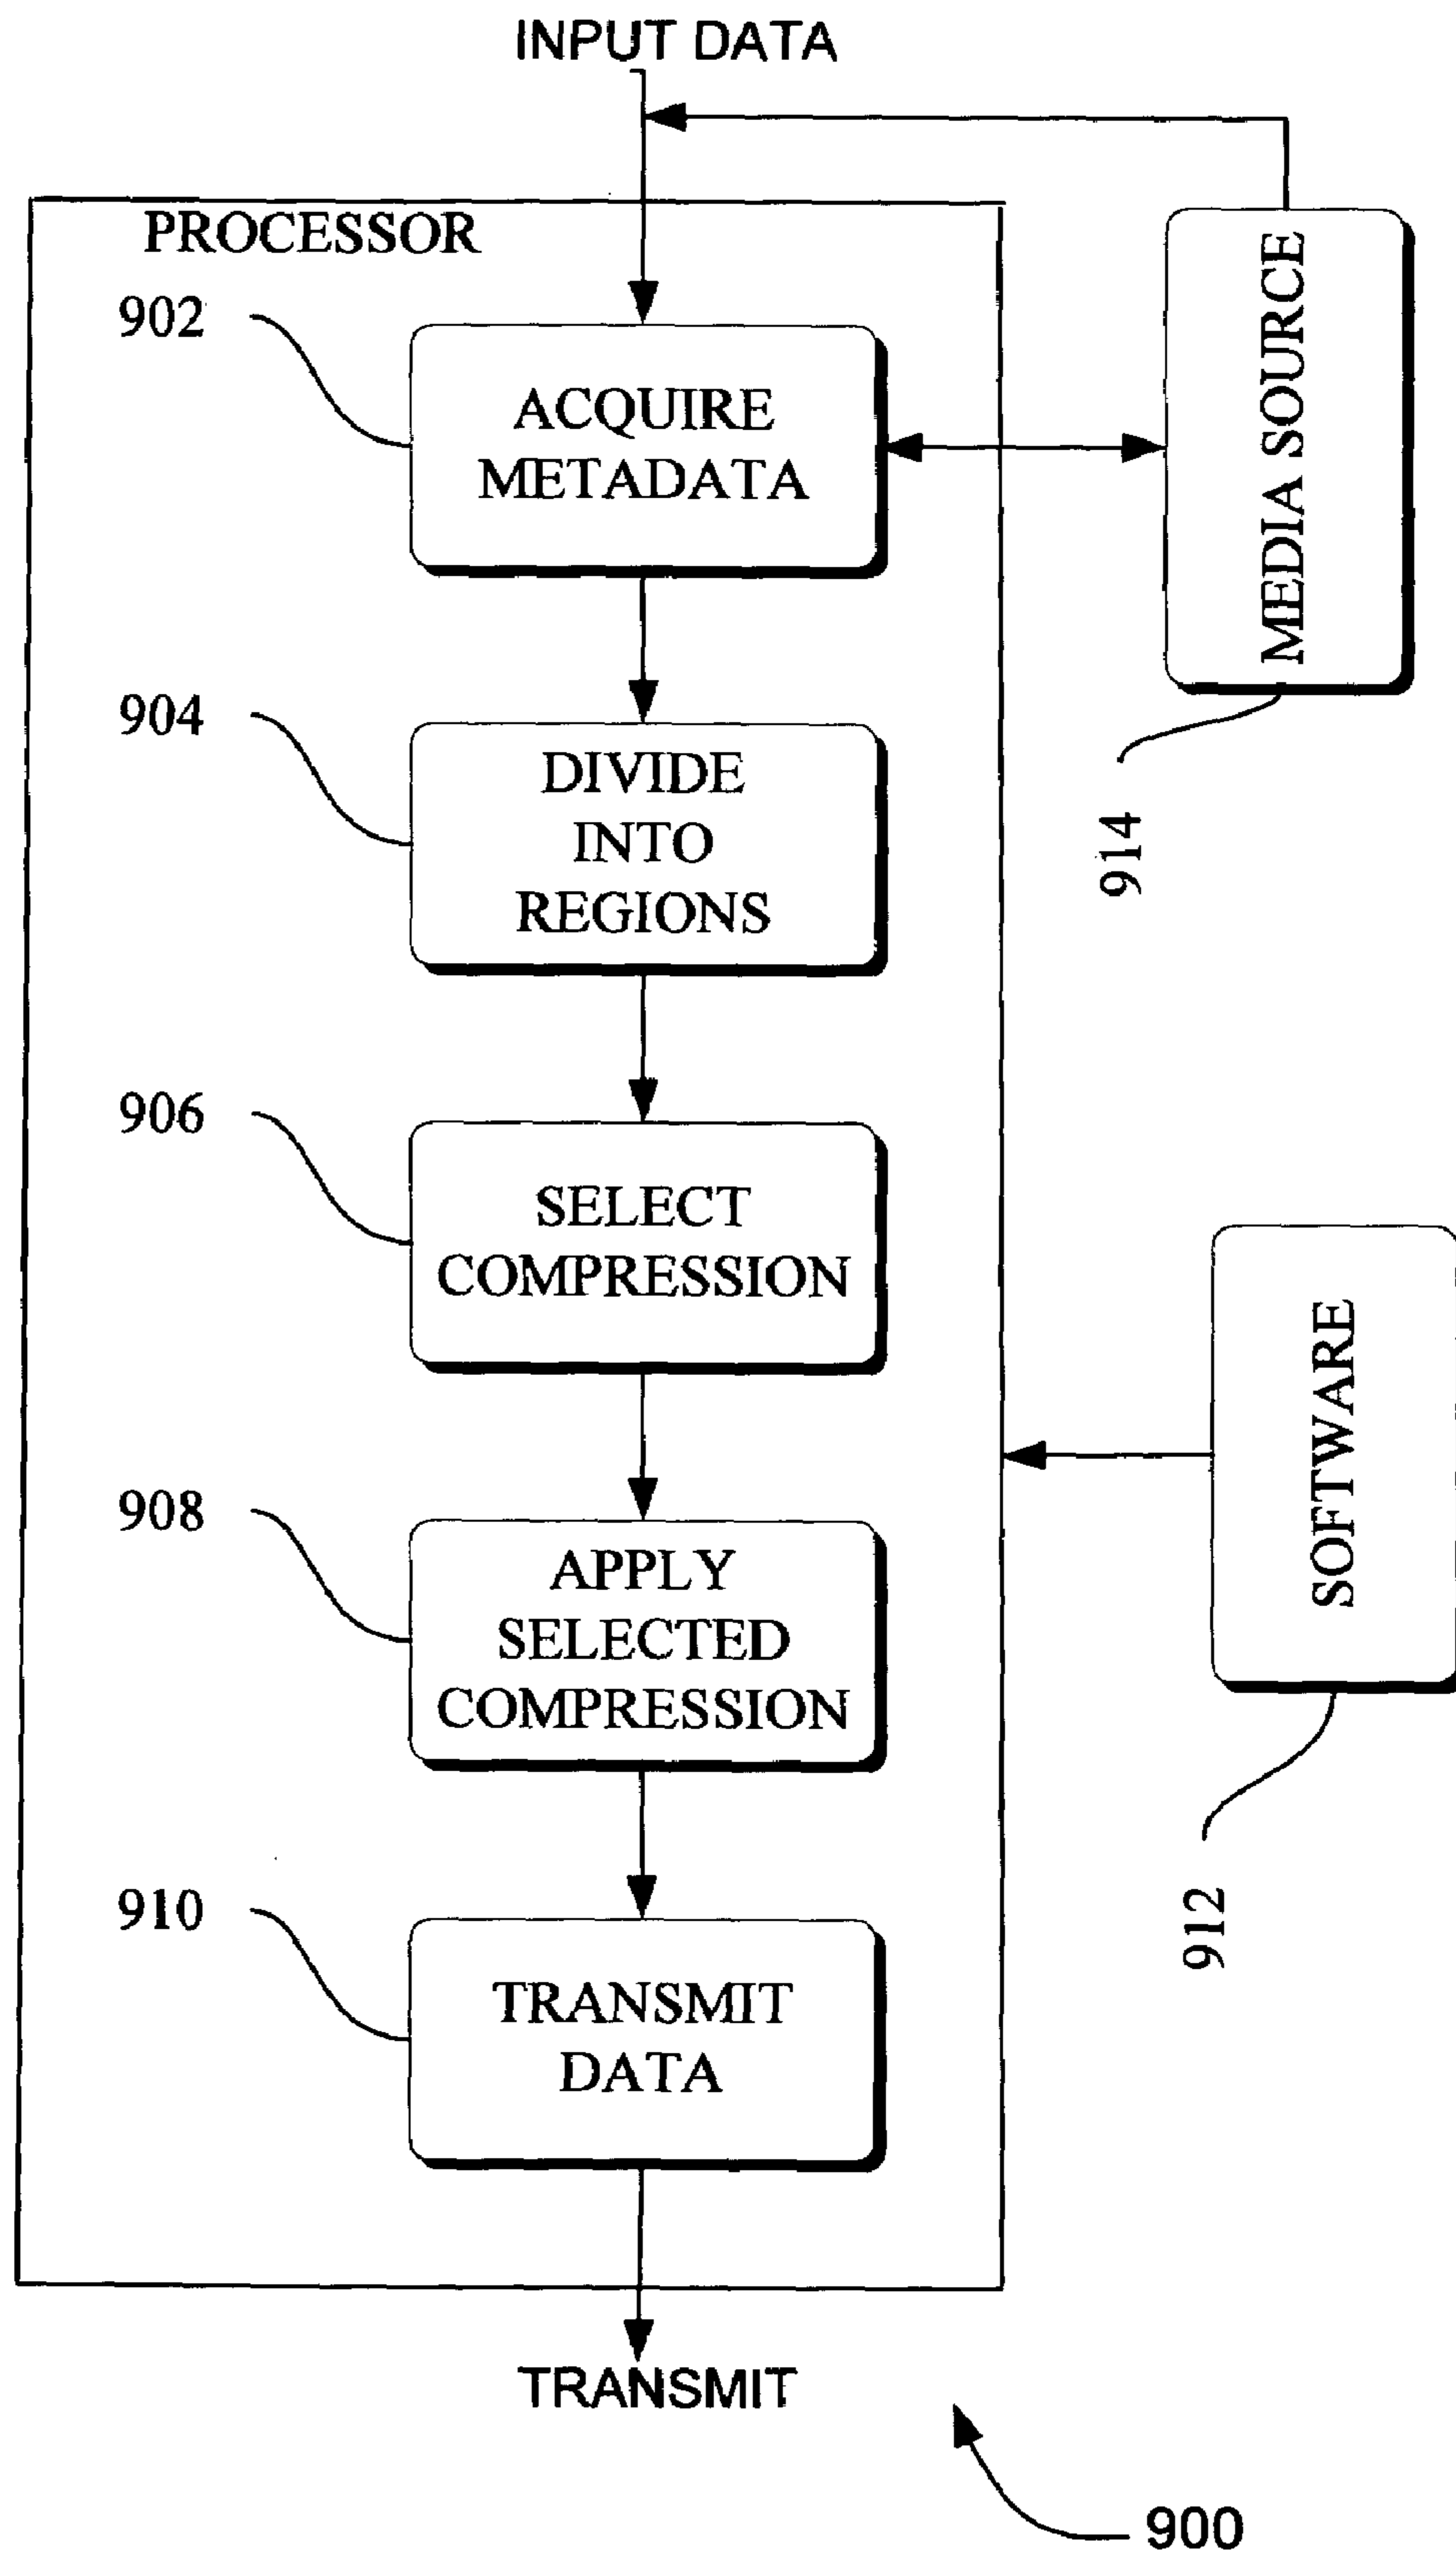 INPUT DATA
PROCESSOR
902
ACQUIRE
METADATA
MEDIA SOURCE
914
904
DIVIDE
INTO
REGIONS
906
SELECT
COMPRESSION
SOFTWARE
912
908
APPLY
SELECTED
COMPRESSION
910
TRANSMIT
DATA
TRANSMIT
900